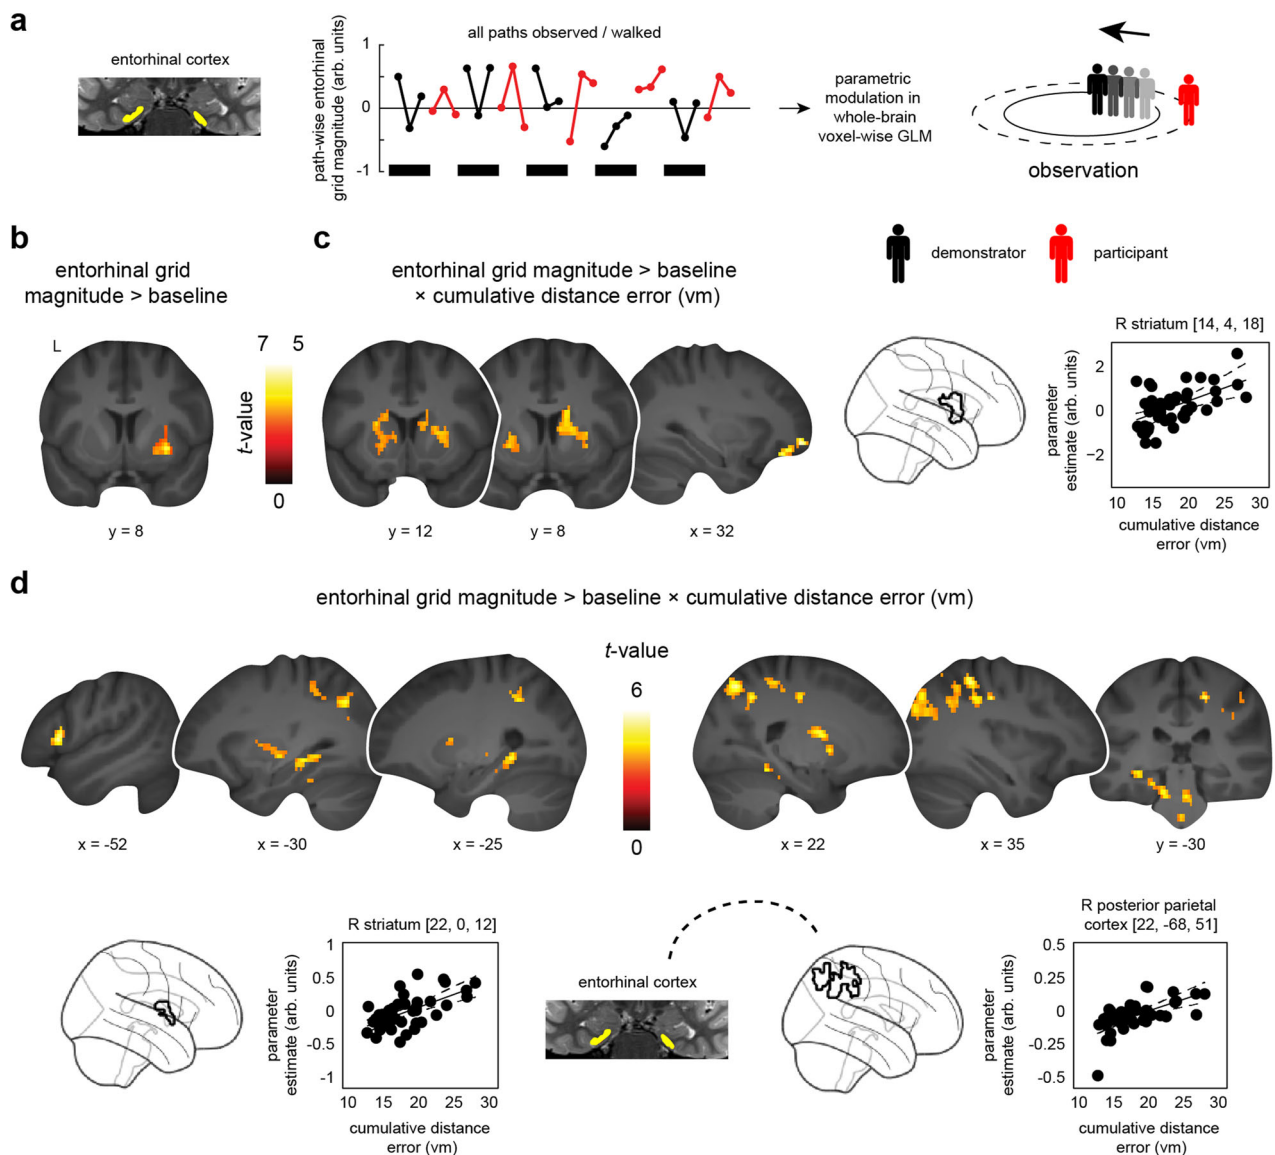 a
entorhinal cortex
path-wise entorhinal
grid magnitude (arb. units)
1
0
-1
all paths observed / walked
parametric
modulation in
whole-brain
voxel-wise GLM
observation
demonstrator
participant
b
entorhinal grid
magnitude > baseline
L
y = 8
7 5
t-value
0
c
entorhinal grid magnitude > baseline
× cumulative distance error (vm)
y = 12
y = 8
x = 32
R striatum [14, 4, 18]
parameter
estimate (arb. units)
2
0
−2
10 15 20 25 30
cumulative distance
error (vm)
d
entorhinal grid magnitude > baseline × cumulative distance error (vm)
x = -52
x = -30
x = -25
t-value
6
0
x = 22
x = 35
y = -30
R striatum [22, 0, 12]
parameter
estimate (arb. units)
1
0.5
0
-0.5
-1
10 15 20 25 30
cumulative distance
error (vm)
entorhinal cortex
R posterior parietal
cortex [22, -68, 51]
parameter
estimate (arb. units)
0.5
0.25
0
-0.25
-0.5
10 15 20 25 30
cumulative distance
error (vm)